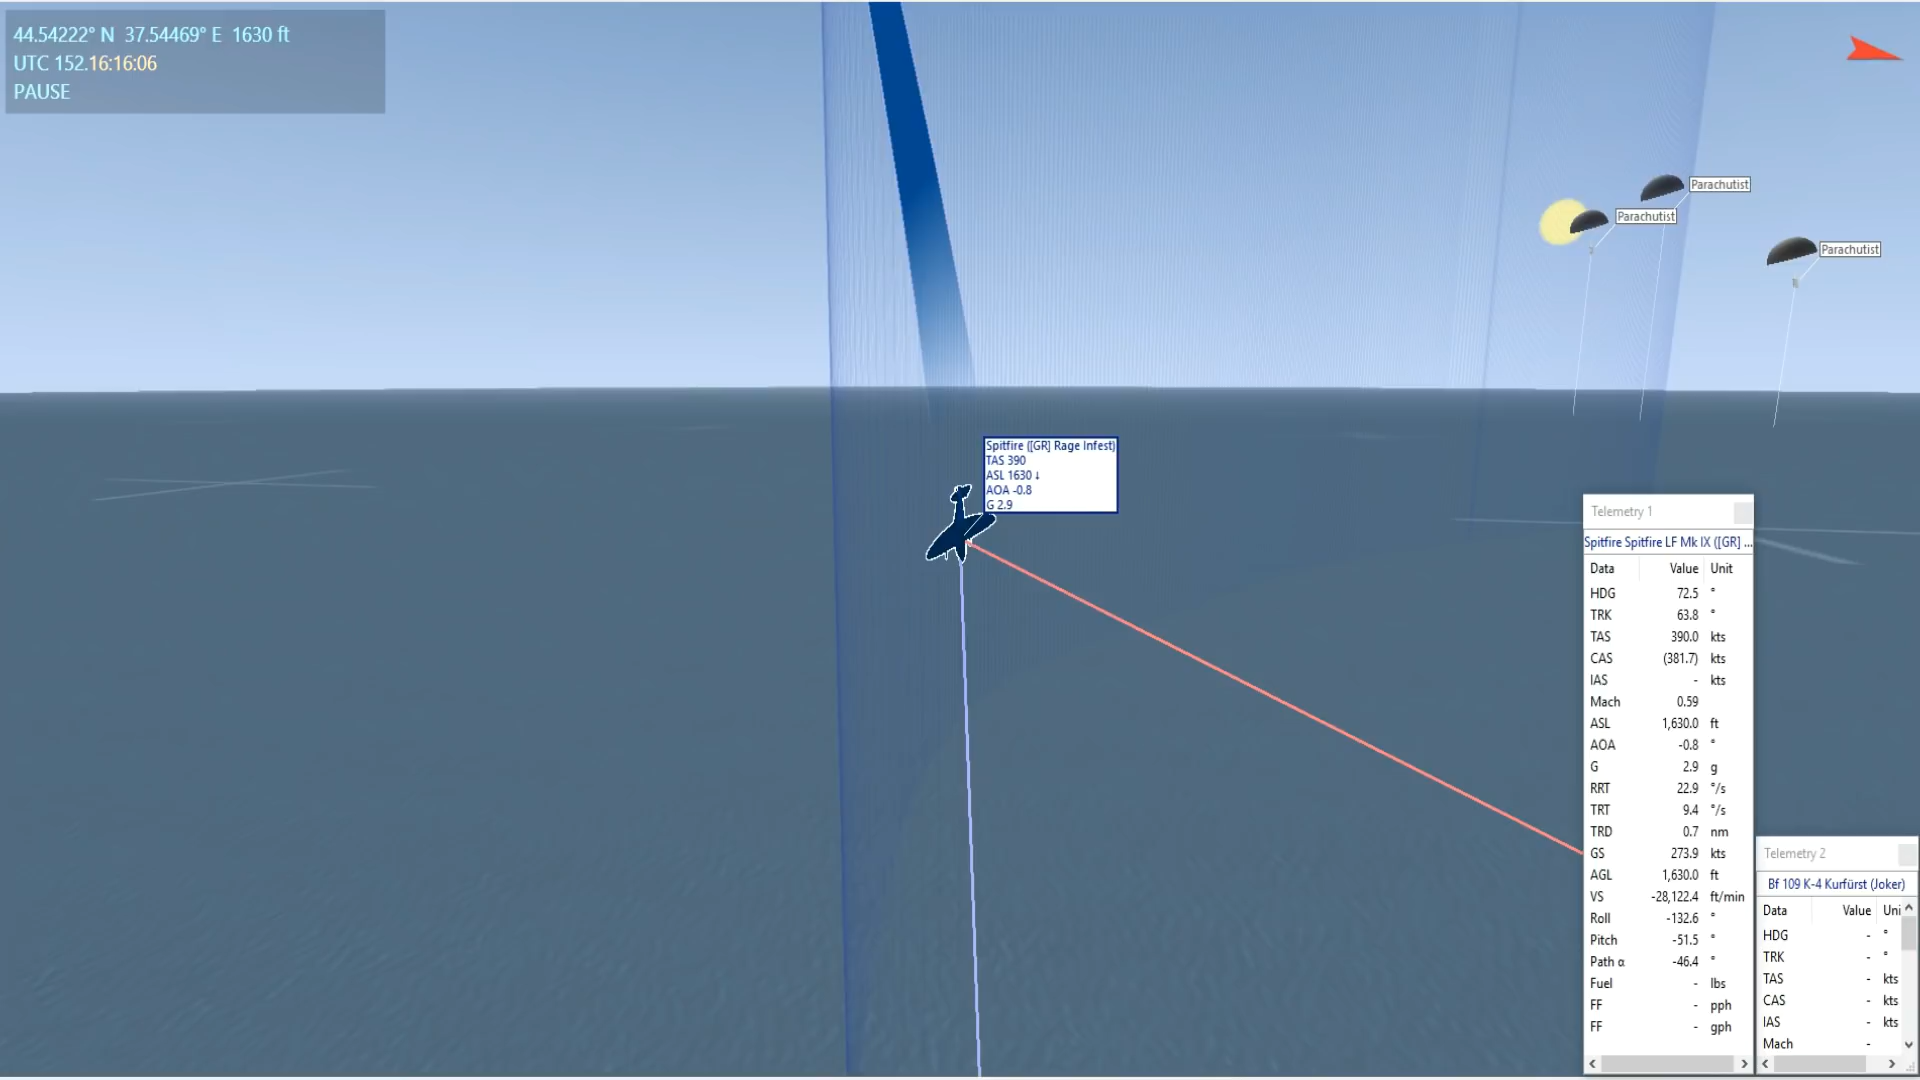 44.54222° N  37.54469° E  1630 ft
UTC 152.16:16:06
PAUSE
Parachutist
Parachutist
Parachutist
Spitfire ([GR] Rage Infest)
TAS 390
ASL 1630 ↓
AOA -0.8
G 2.9
Telemetry 1
Spitfire Spitfire LF Mk IX ([GR] ...
Data Value Unit
HDG 72.5 °
TRK 63.8 °
TAS 390.0 kts
CAS (381.7) kts
IAS - kts
Mach 0.59
ASL 1,630.0 ft
AOA -0.8 °
G 2.9 g
RRT 22.9 °/s
TRT 9.4 °/s
TRD 0.7 nm
GS 273.9 kts
AGL 1,630.0 ft
VS -28,122.4 ft/min
Roll -132.6 °
Pitch -51.5 °
Path α -46.4 °
Fuel - lbs
FF - pph
FF - gph
Telemetry 2
Bf 109 K-4 Kurfürst (Joker)
Data Value Uni
HDG - °
TRK - °
TAS - kts
CAS - kts
IAS - kts
Mach -